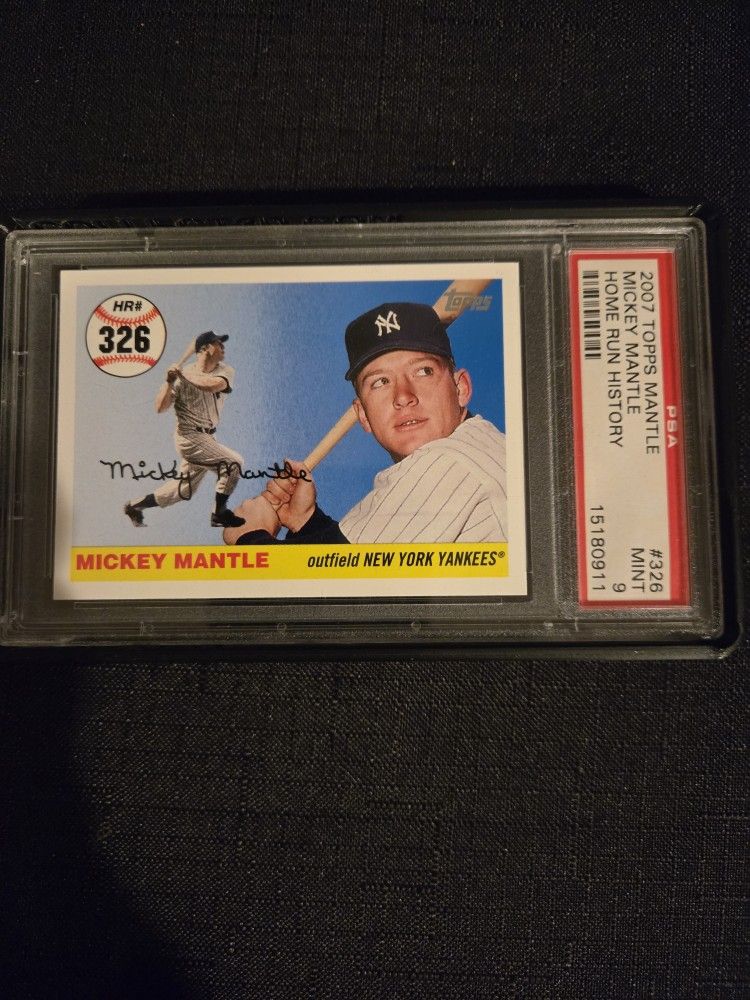 HR#
326
topps
NY
Mickey Mantle
MICKEY MANTLE
outfield NEW YORK YANKEES®
PSA
2007 TOPPS MANTLE
MICKEY MANTLE
HOME RUN HISTORY
#326
MINT
9
15180911